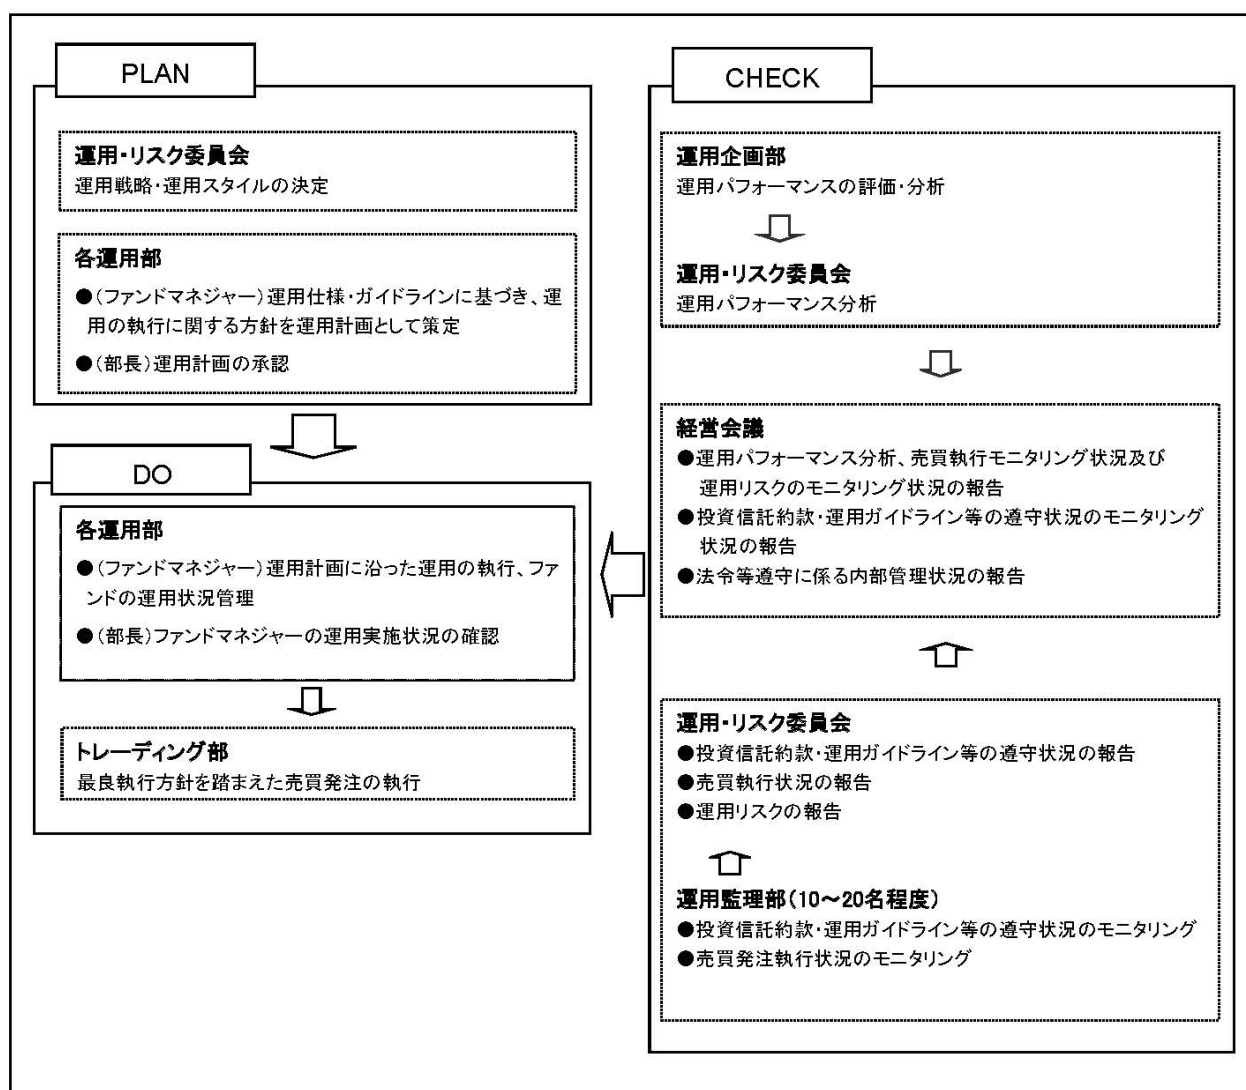 PLAN
運用・リスク委員会
運用戦略・運用スタイルの決定
各運用部
●(ファンドマネジャー)運用仕様・ガイドラインに基づき、運
用の執行に関する方針を運用計画として策定
●(部長)運用計画の承認
DO
各運用部
●(ファンドマネジャー)運用計画に沿った運用の執行、ファ
ンドの運用状況管理
●(部長)ファンドマネジャーの運用実施状況の確認
トレーディング部
最良執行方針を踏まえた売買発注の執行
CHECK
運用企画部
運用パフォーマンスの評価・分析
運用・リスク委員会
運用パフォーマンス分析
経営会議
●運用パフォーマンス分析、売買執行モニタリング状況及び
運用リスクのモニタリング状況の報告
●投資信託約款・運用ガイドライン等の遵守状況のモニタリング
状況の報告
●法令等遵守に係る内部管理状況の報告
運用・リスク委員会
●投資信託約款・運用ガイドライン等の遵守状況の報告
●売買執行状況の報告
●運用リスクの報告
運用監理部(10~20名程度)
●投資信託約款・運用ガイドライン等の遵守状況のモニタリング
●売買発注執行状況のモニタリング